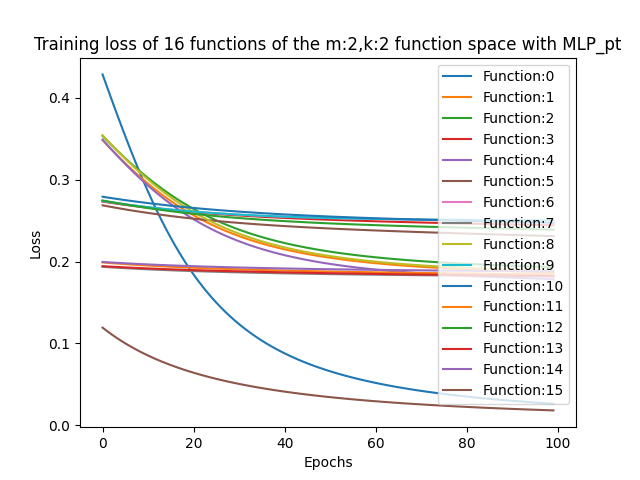 Training loss of 16 functions of the m:2,k:2 function space with MLP_pt
Loss
0.4
0.3
0.2
0.1
0.0
0
20
40
60
80
100
Epochs
Function:0
Function:1
Function:2
Function:3
Function:4
Function:5
Function:6
Function:7
Function:8
Function:9
Function:10
Function:11
Function:12
Function:13
Function:14
Function:15